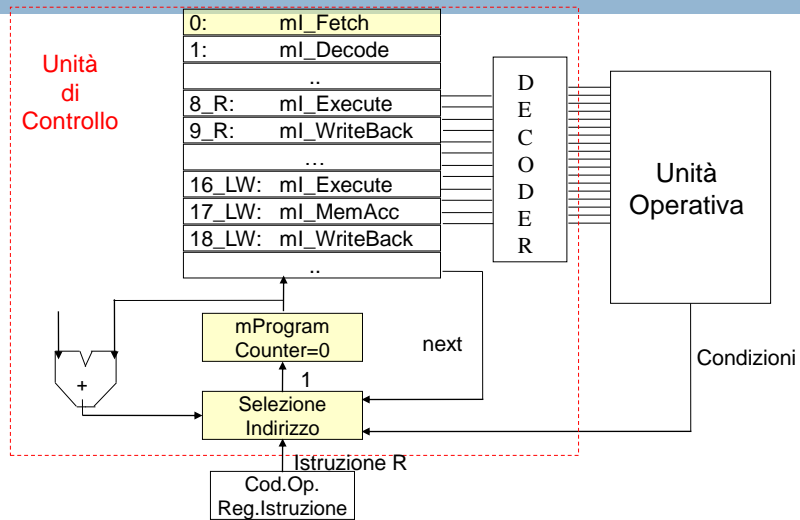 0: mI_Fetch
1: mI_Decode
..
8_R: mI_Execute
9_R: mI_WriteBack
...
16_LW: mI_Execute
17_LW: mI_MemAcc
18_LW: mI_WriteBack
..
Unità
di
Controllo
D
E
C
O
D
E
R
Unità
Operativa
mProgram
Counter=0
next
Condizioni
+
1
Selezione
Indirizzo
Istruzione R
Cod.Op.
Reg.Istruzione